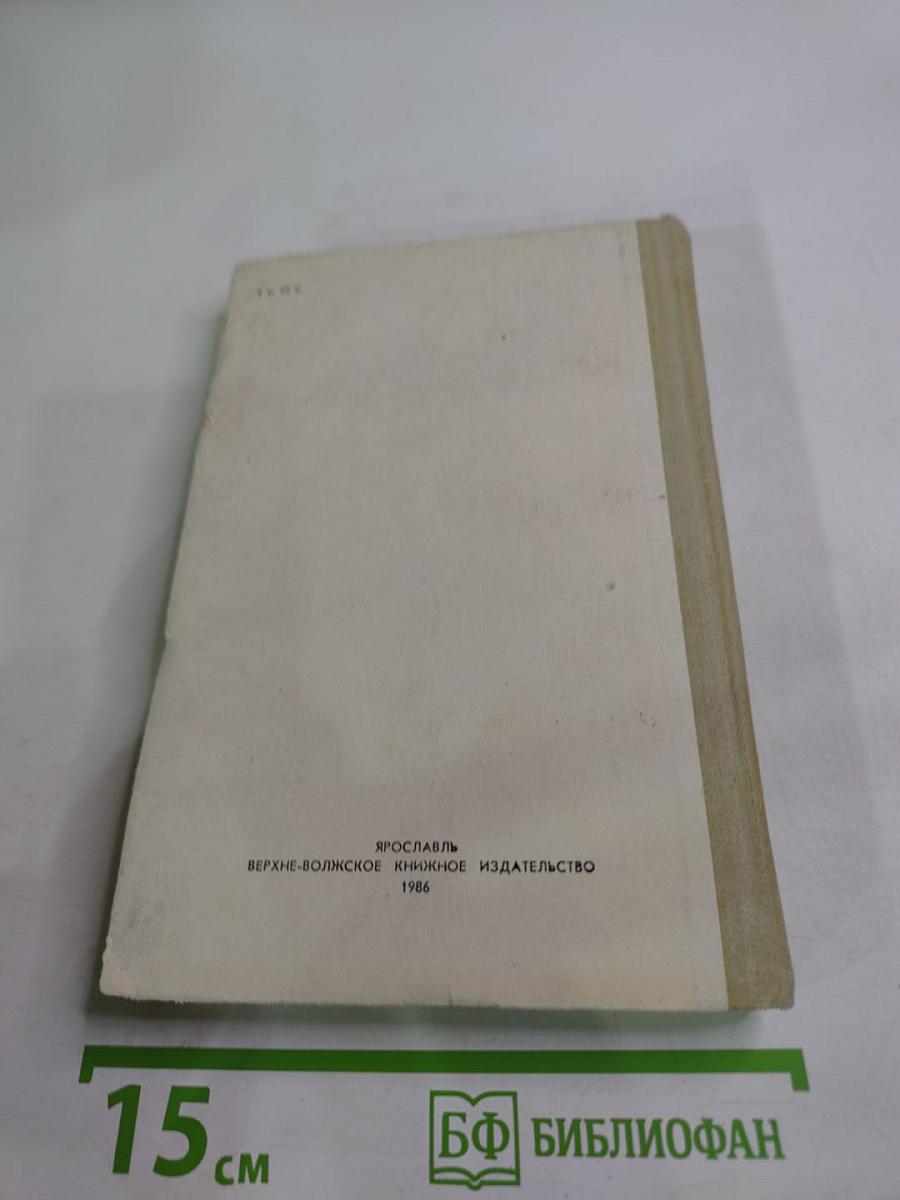 ЯРОСЛАВЛЬ
ВЕРХНЕ-ВОЛЖСКОЕ КНИЖНОЕ ИЗДАТЕЛЬСТВО
1986
15 см
БФ БИБЛИОФАН